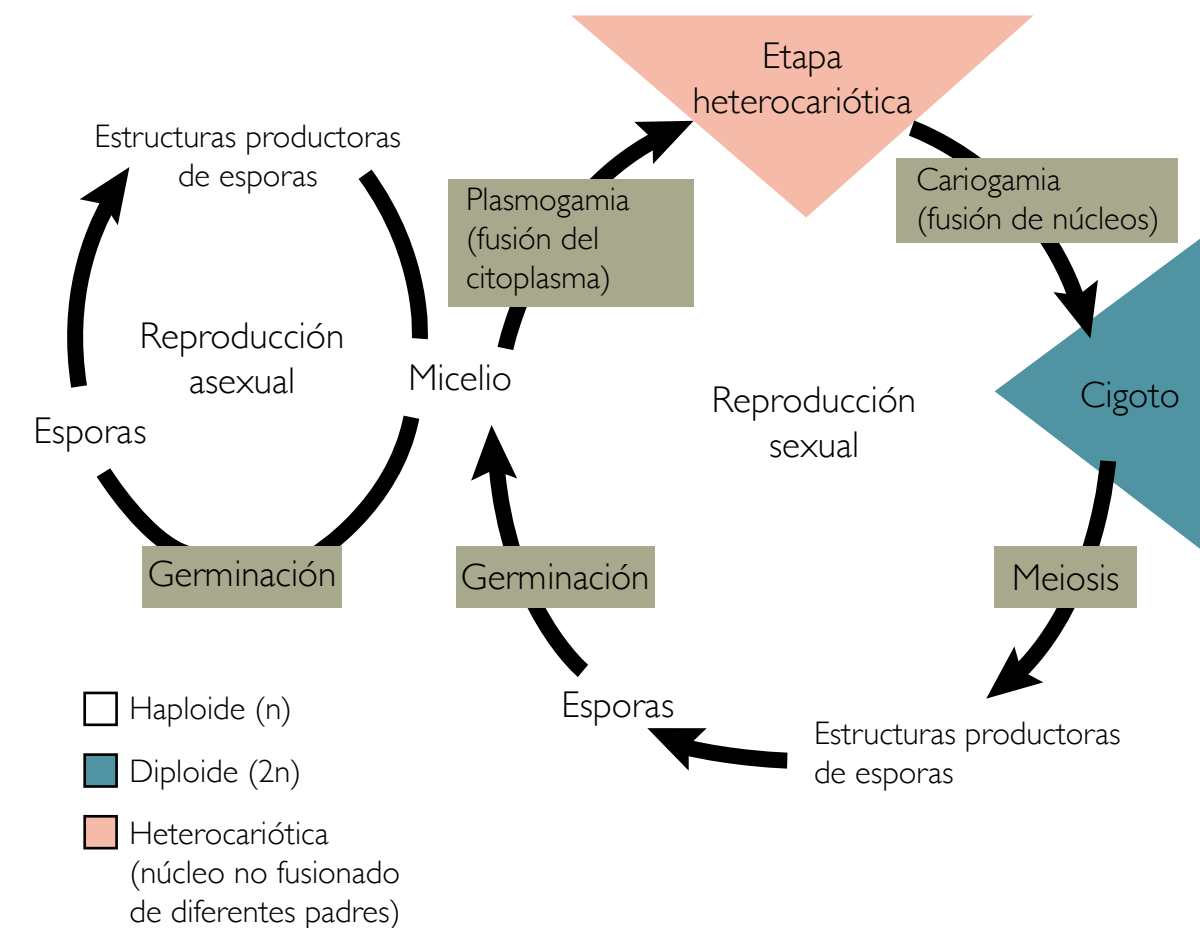 Etapa
heterocariótica
Estructuras productoras
de esporas
Plasmogamia
(fusión del
citoplasma)
Cariogamia
(fusión de núcleos)
Reproducción
asexual
Micelio
Esporas
Reproducción
sexual
Cigoto
Germinación
Germinación
Meiosis
Esporas
Estructuras productoras
de esporas
Haploide (n)
Diploide (2n)
Heterocariótica
(núcleo no fusionado
de diferentes padres)